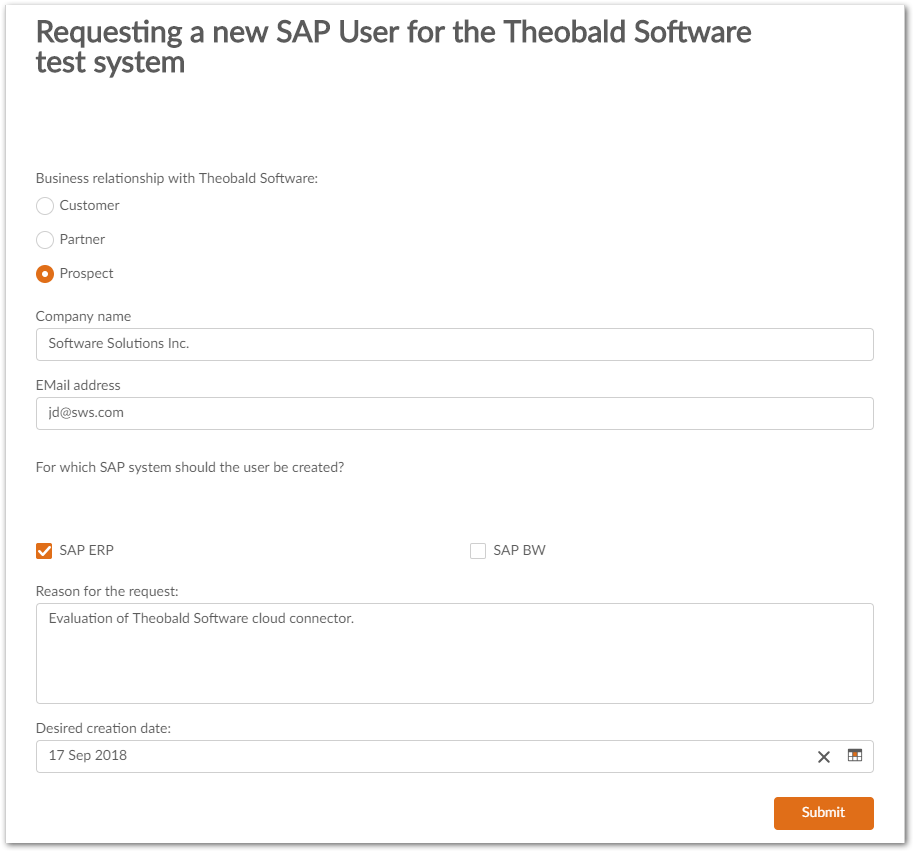 Requesting a new SAP User for the Theobald Software
test system
Business relationship with Theobald Software:
Customer
Partner
Prospect
Company name
Software Solutions Inc.
EMail address
jd@sws.com
For which SAP system should the user be created?
SAP ERP
SAP BW
Reason for the request:
Evaluation of Theobald Software cloud connector.
Desired creation date:
17 Sep 2018
Submit